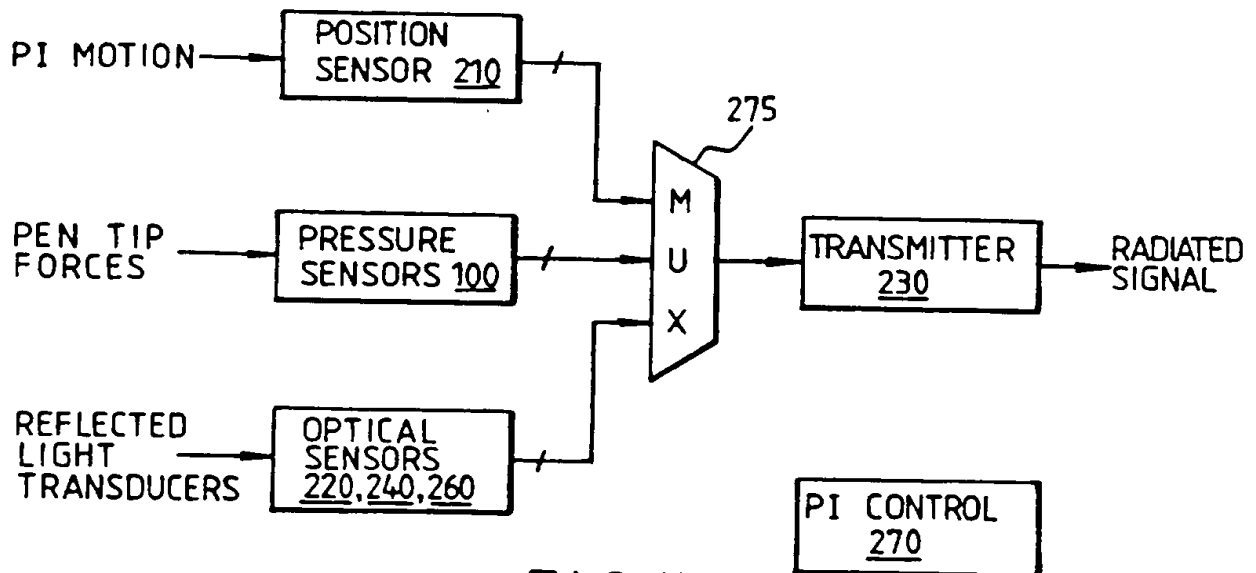 PI MOTION
POSITION
SENSOR 210
275
PEN TIP
FORCES
PRESSURE
SENSORS 100
M
U
X
TRANSMITTER
230
RADIATED
SIGNAL
REFLECTED
LIGHT
TRANSDUCERS
OPTICAL
SENSORS
220, 240, 260
PI CONTROL
270